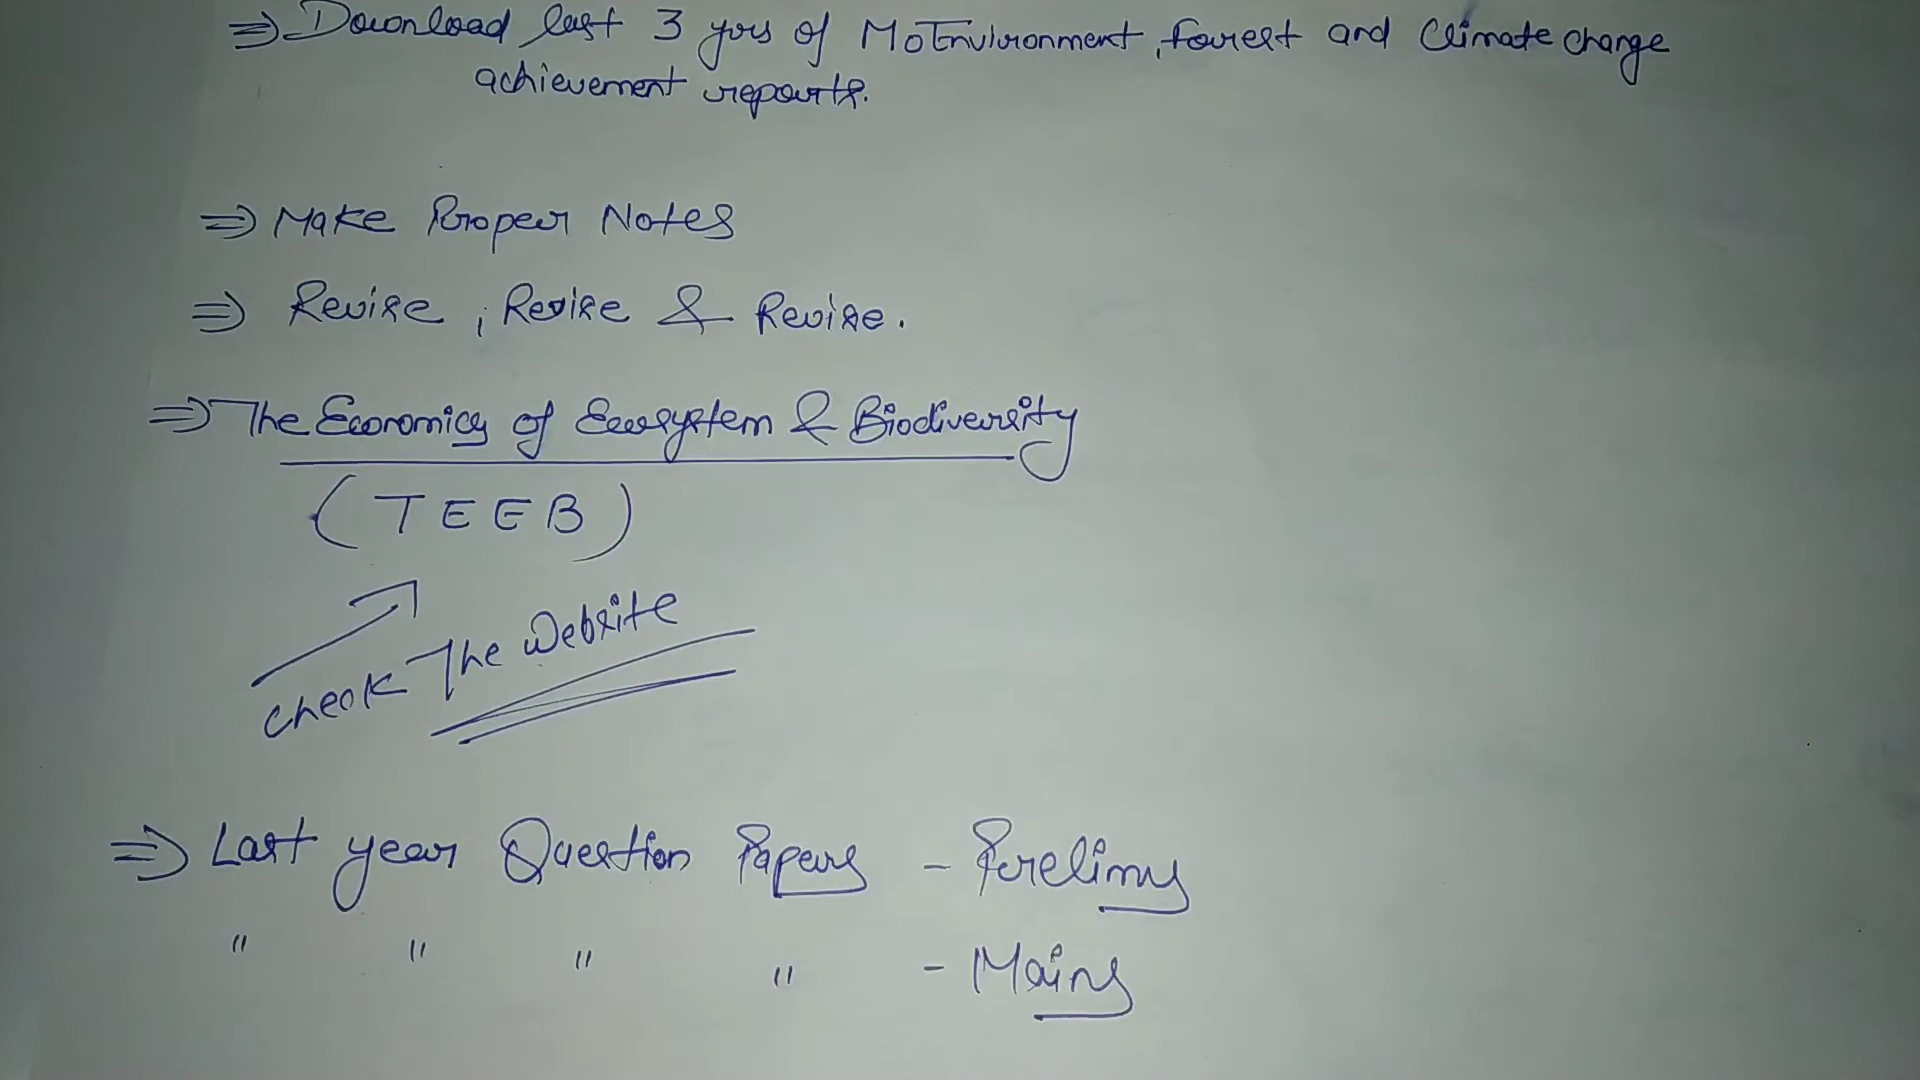 ⇒ Download last 3 yrs of MoEnvironment, forest and Climate change
achievement reports.
⇒ Make Proper Notes
⇒ Revise, Revise & Revise.
⇒ The Economics of Ecosystem & Biodiversity
(TEEB)
check The Website
⇒ Last year Question Papers - Prelims
" " " " - Mains